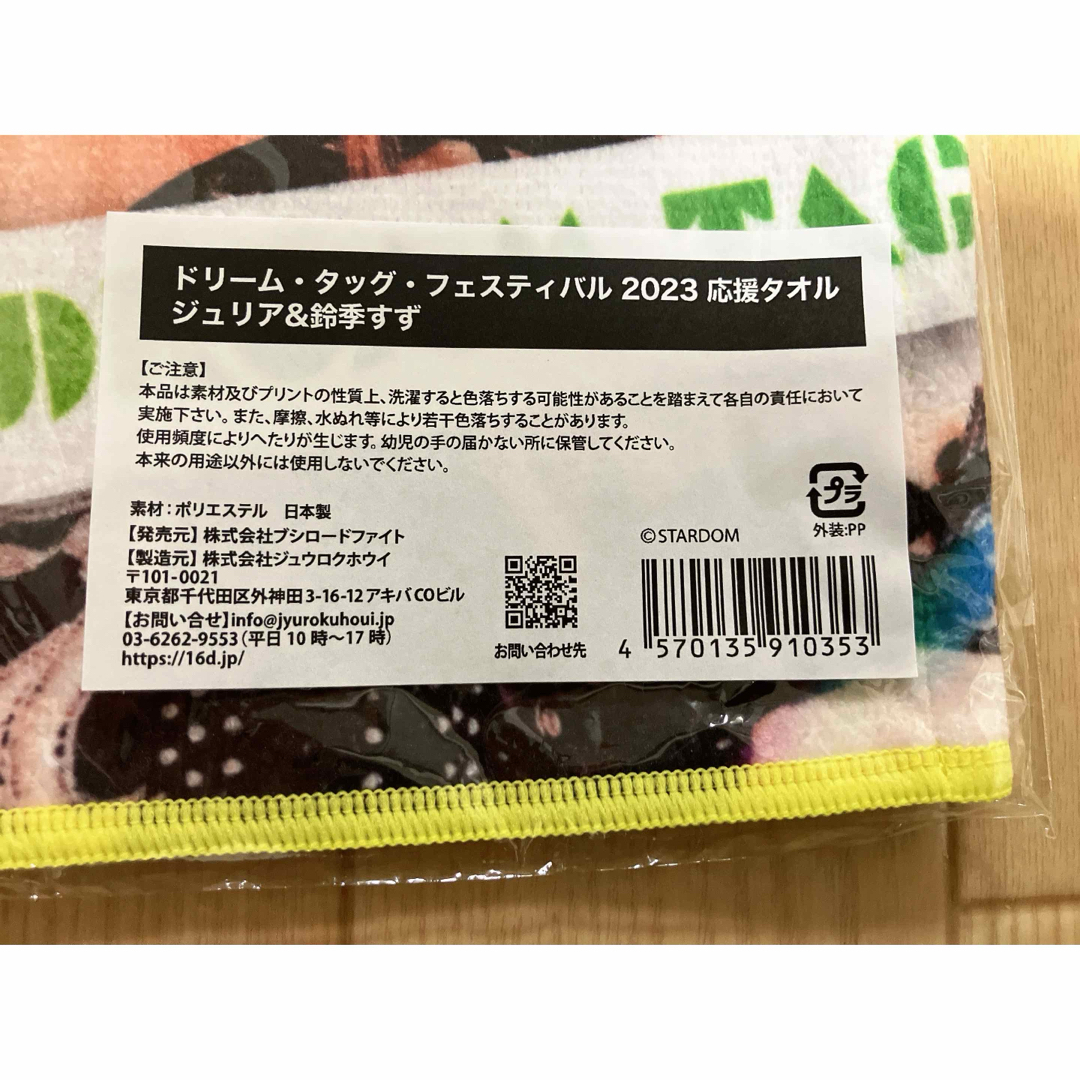 TAG
ドリーム・タッグ・フェスティバル 2023 応援タオル
ジュリア&鈴季すず
【ご注意】
本品は素材及びプリントの性質上、洗濯すると色落ちする可能性があることを踏まえて各自の責任において
実施下さい。また、摩擦、水ぬれ等により若干色落ちすることがあります。
使用頻度によりへたりが生じます。幼児の手の届かない所に保管してください。
本来の用途以外には使用しないでください。
素材：ポリエステル 日本製
【発売元】株式会社ブシロードファイト
【製造元】株式会社ジュウロクホウイ
〒101-0021
東京都千代田区外神田3-16-12アキバCOビル
【お問い合せ】info@jyurokuhoui.jp
03-6262-9553（平日10時〜17時）
https://16d.jp/
お問い合わせ先
プラ
外装:PP
©STARDOM
4 570135 910353